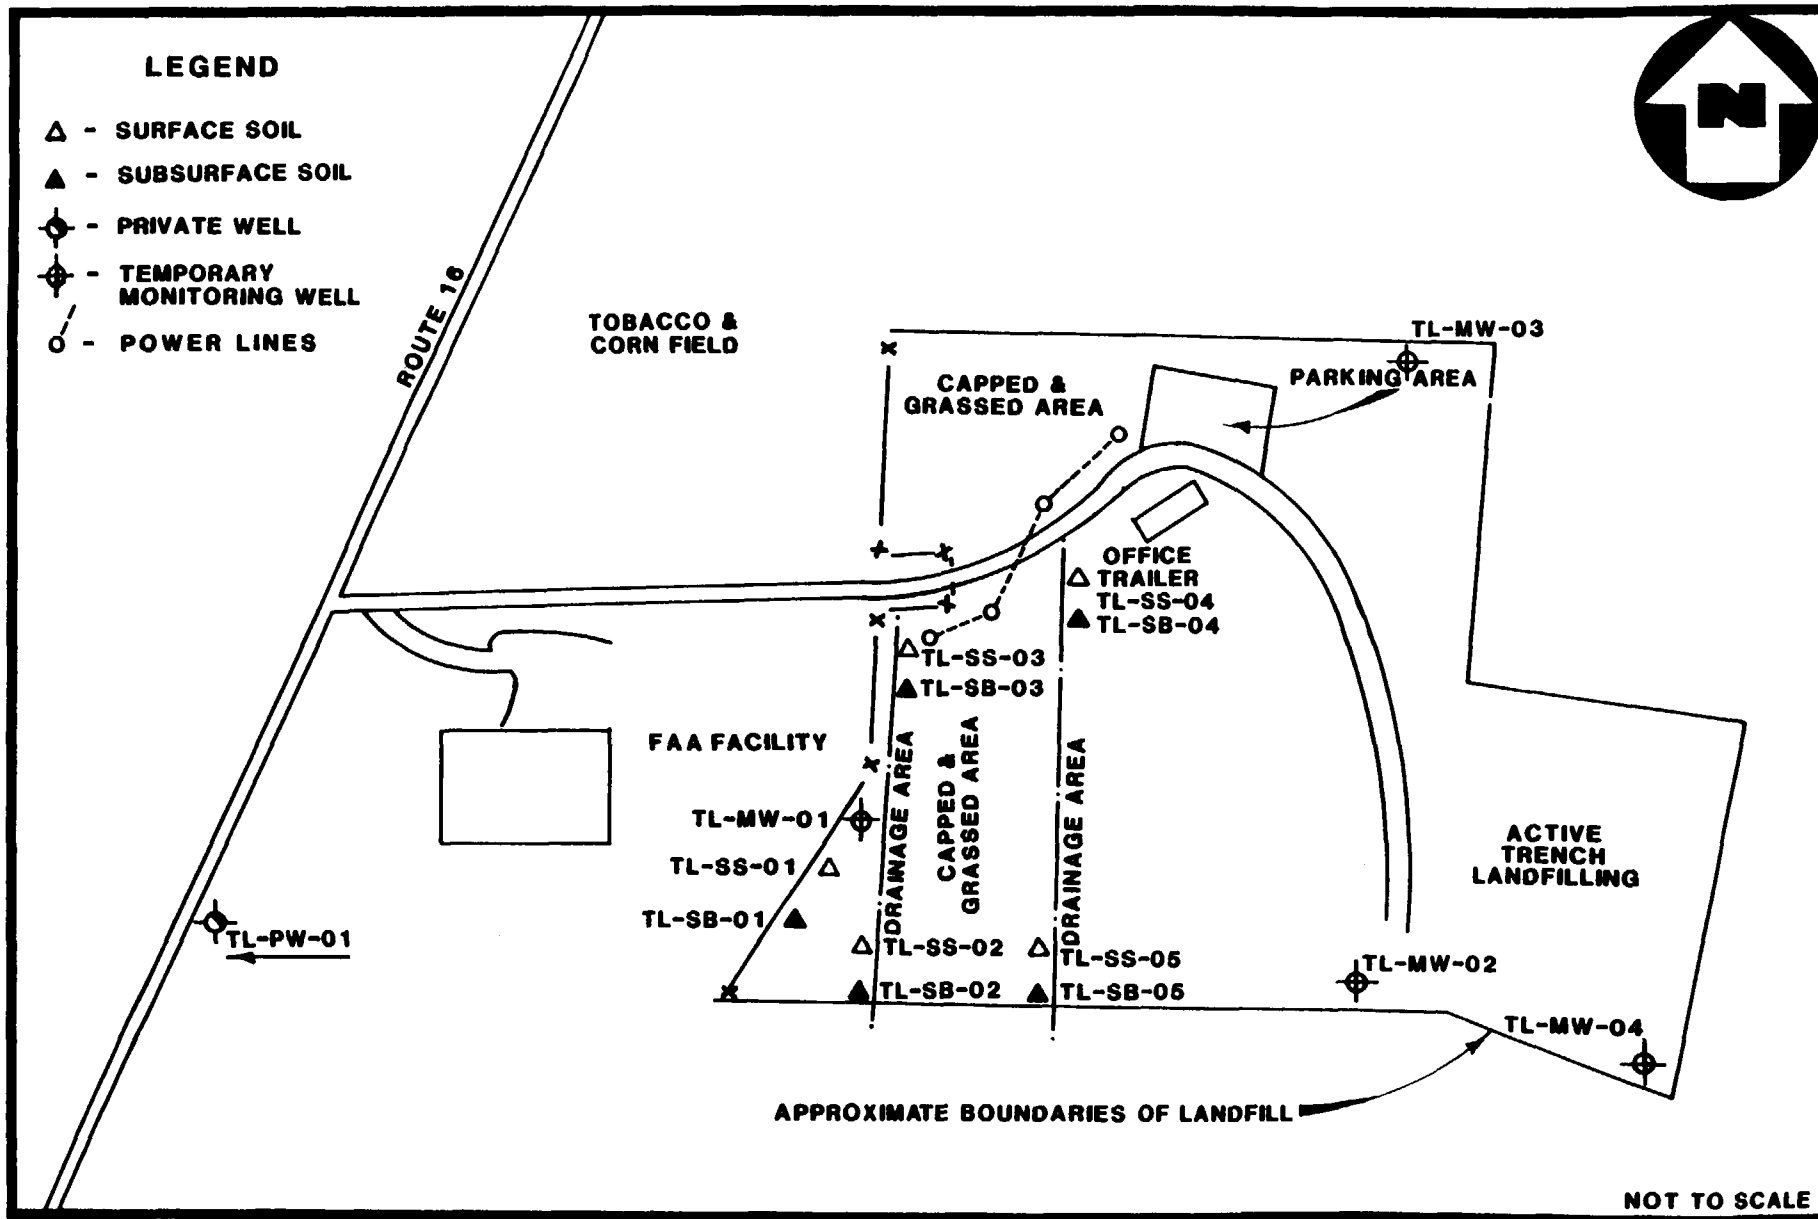 LEGEND
- SURFACE SOIL
- SUBSURFACE SOIL
- PRIVATE WELL
- TEMPORARY
MONITORING WELL
- POWER LINES
N
ROUTE 16
TOBACCO &
CORN FIELD
TL-MW-03
CAPPED &
GRASSED AREA
PARKING AREA
OFFICE
TRAILER
TL-SS-04
TL-SB-04
TL-SS-03
TL-SB-03
FAA FACILITY
DRAINAGE AREA
CAPPED &
GRASSED AREA
DRAINAGE AREA
TL-MW-01
TL-SS-01
TL-SB-01
ACTIVE
TRENCH
LANDFILLING
TL-PW-01
TL-SS-02
TL-SS-05
TL-MW-02
TL-SB-02
TL-SB-05
TL-MW-04
APPROXIMATE BOUNDARIES OF LANDFILL
NOT TO SCALE